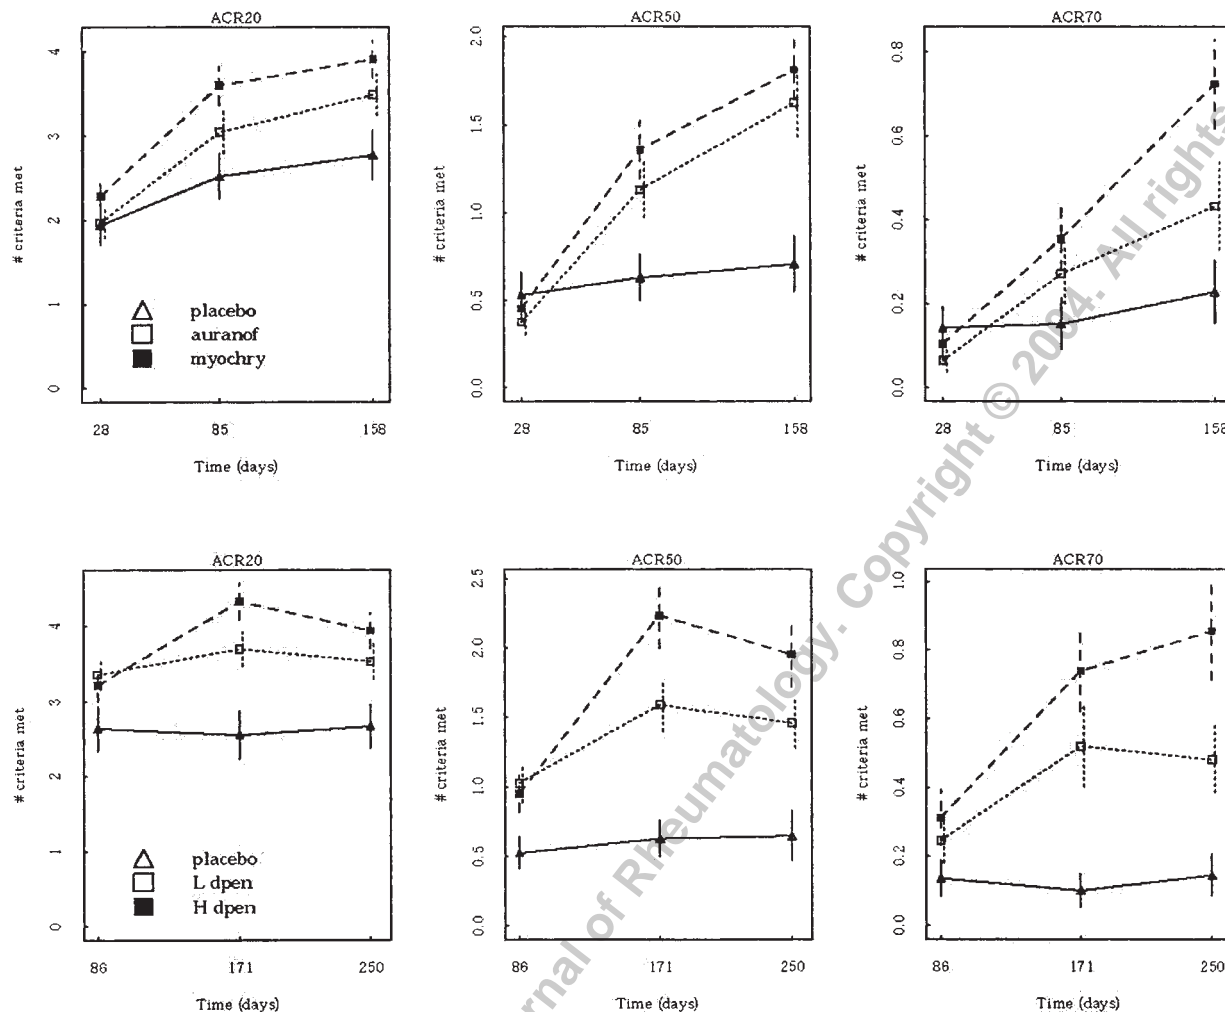 ACR20
# criteria met
4
3
2
1
0
placebo
auranof
myochry
28 85 158
Time (days)
ACR50
# criteria met
2.0
1.5
1.0
0.5
0.0
28 85 158
Time (days)
ACR70
# criteria met
0.8
0.6
0.4
0.2
0.0
28 85 158
Time (days)
ACR20
# criteria met
4
3
2
1
0
placebo
L dpen
H dpen
86 171 250
Time (days)
ACR50
# criteria met
2.5
2.0
1.5
1.0
0.5
0.0
86 171 250
Time (days)
ACR70
# criteria met
1.0
0.8
0.6
0.4
0.2
0.0
86 171 250
Time (days)
rnal of Rheumatology. Copyright © 2004. All rights